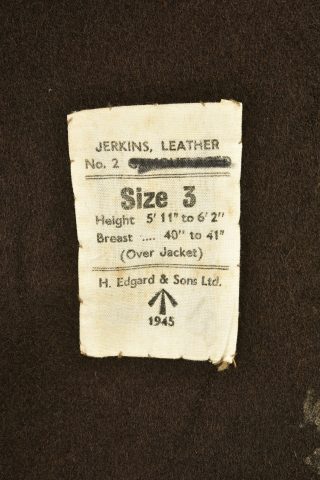 JERKINS, LEATHER
No. 2
Size 3
Height 5' 11" to 6' 2"
Breast .... 40" to 41"
(Over Jacket)
H. Edgard & Sons Ltd.
1945